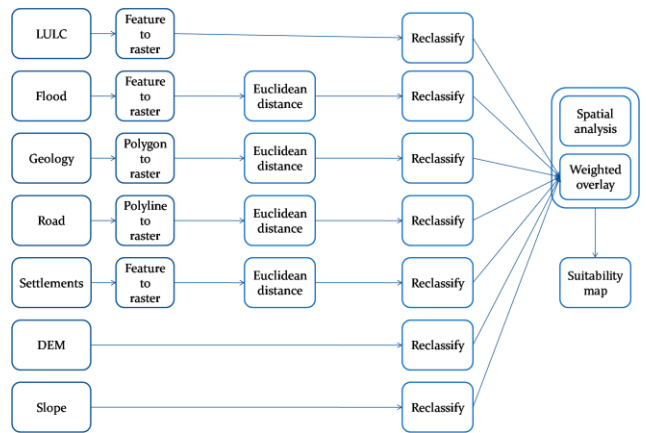 LULC
Feature
to
raster
Reclassify
Flood
Feature
to
raster
Euclidean
distance
Reclassify
Spatial
analysis
Geology
Polygon
to
raster
Euclidean
distance
Reclassify
Weighted
overlay
Road
Polyline
to
raster
Euclidean
distance
Reclassify
Settlements
Feature
to
raster
Euclidean
distance
Reclassify
Suitability
map
DEM
Reclassify
Slope
Reclassify